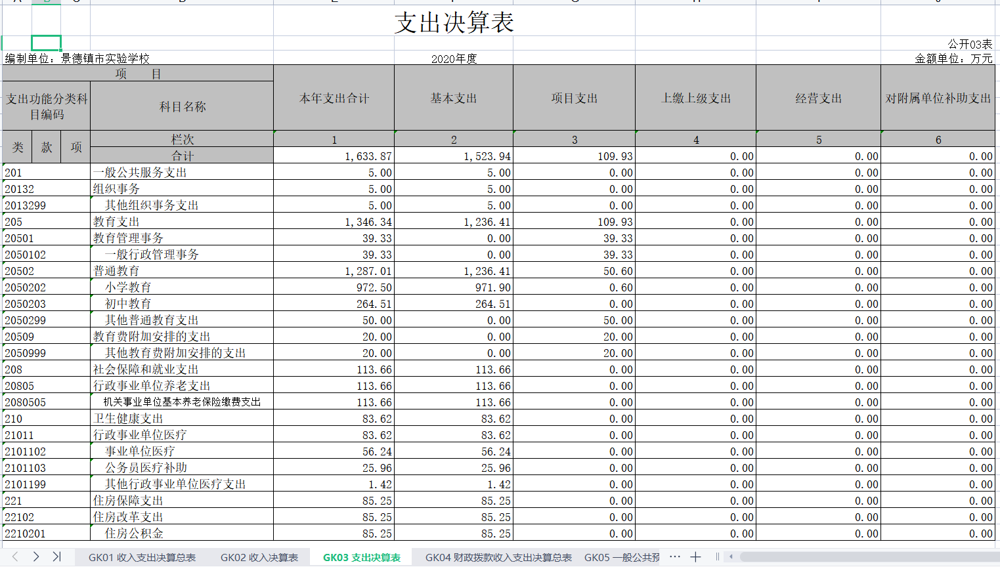 支出决算表
公开03表
编制单位：景德镇市实验学校 2020年度 金额单位：万元
项 目 本年支出合计 基本支出 项目支出 上缴上级支出 经营支出 对附属单位补助支出
支出功能分类科目编码 科目名称
类 款 项 栏次 1 2 3 4 5 6
合计 1,633.87 1,523.94 109.93 0.00 0.00 0.00
201 一般公共服务支出 5.00 5.00 0.00 0.00 0.00 0.00
20132 组织事务 5.00 5.00 0.00 0.00 0.00 0.00
2013299 其他组织事务支出 5.00 5.00 0.00 0.00 0.00 0.00
205 教育支出 1,346.34 1,236.41 109.93 0.00 0.00 0.00
20501 教育管理事务 39.33 0.00 39.33 0.00 0.00 0.00
2050102 一般行政管理事务 39.33 0.00 39.33 0.00 0.00 0.00
20502 普通教育 1,287.01 1,236.41 50.60 0.00 0.00 0.00
2050202 小学教育 972.50 971.90 0.60 0.00 0.00 0.00
2050203 初中教育 264.51 264.51 0.00 0.00 0.00 0.00
2050299 其他普通教育支出 50.00 0.00 50.00 0.00 0.00 0.00
20509 教育费附加安排的支出 20.00 0.00 20.00 0.00 0.00 0.00
2050999 其他教育费附加安排的支出 20.00 0.00 20.00 0.00 0.00 0.00
208 社会保障和就业支出 113.66 113.66 0.00 0.00 0.00 0.00
20805 行政事业单位养老支出 113.66 113.66 0.00 0.00 0.00 0.00
2080505 机关事业单位基本养老保险缴费支出 113.66 113.66 0.00 0.00 0.00 0.00
210 卫生健康支出 83.62 83.62 0.00 0.00 0.00 0.00
21011 行政事业单位医疗 83.62 83.62 0.00 0.00 0.00 0.00
2101102 事业单位医疗 56.24 56.24 0.00 0.00 0.00 0.00
2101103 公务员医疗补助 25.96 25.96 0.00 0.00 0.00 0.00
2101199 其他行政事业单位医疗支出 1.42 1.42 0.00 0.00 0.00 0.00
221 住房保障支出 85.25 85.25 0.00 0.00 0.00 0.00
22102 住房改革支出 85.25 85.25 0.00 0.00 0.00 0.00
2210201 住房公积金 85.25 85.25 0.00 0.00 0.00 0.00
GK01 收入支出决算总表 GK02 收入决算表 GK03 支出决算表 GK04 财政拨款收入支出决算总表 GK05 一般公共预